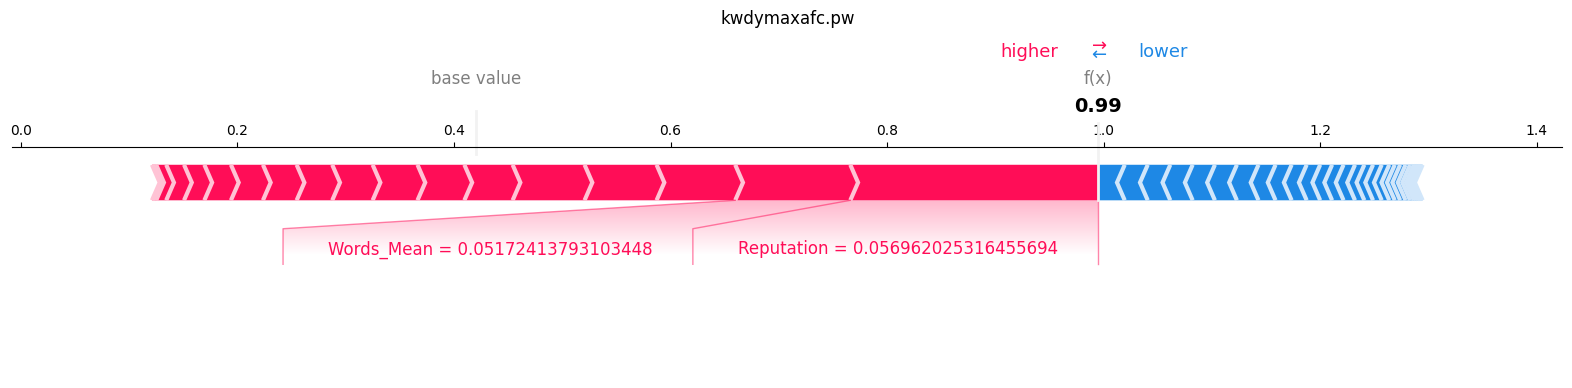 kwdymaxafc.pw
higher ⇄ lower
base value f(x)
0.99
0.0 0.2 0.4 0.6 0.8 1.0 1.2 1.4
Words_Mean = 0.05172413793103448 Reputation = 0.056962025316455694